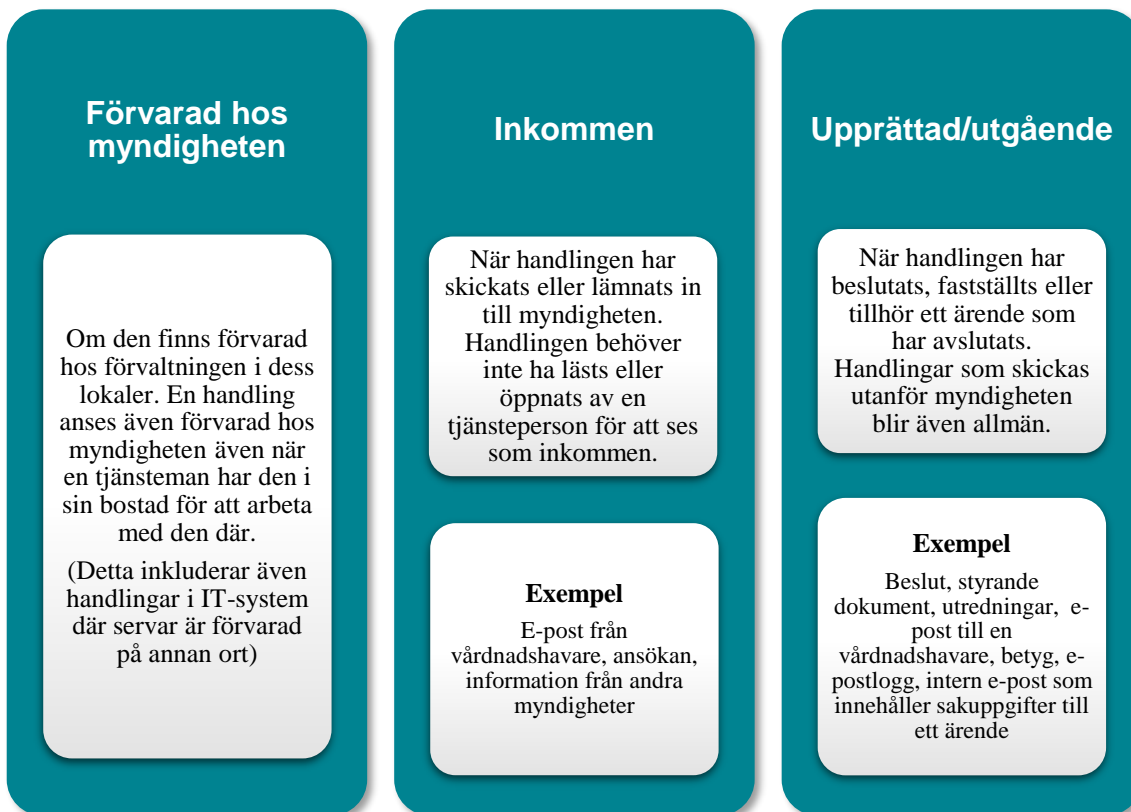 Förvarad hos
myndigheten
Om den finns förvarad
hos förvaltningen i dess
lokaler. En handling
anses även förvarad hos
myndigheten även när
en tjänsteman har den i
sin bostad för att arbeta
med den där.
(Detta inkluderar även
handlingar i IT-system
där servar är förvarad
på annan ort)
Inkommen
När handlingen har
skickats eller lämnats in
till myndigheten.
Handlingen behöver
inte ha lästs eller
öppnats av en
tjänsteperson för att ses
som inkommen.
Exempel
E-post från
vårdnadshavare, ansökan,
information från andra
myndigheter
Upprättad/utgående
När handlingen har
beslutats, fastställts eller
tillhör ett ärende som
har avslutats.
Handlingar som skickas
utanför myndigheten
blir även allmän.
Exempel
Beslut, styrande
dokument, utredningar, e-
post till en
vårdnadshavare, betyg, e-
postlogg, intern e-post som
innehåller sakuppgifter till
ett ärende